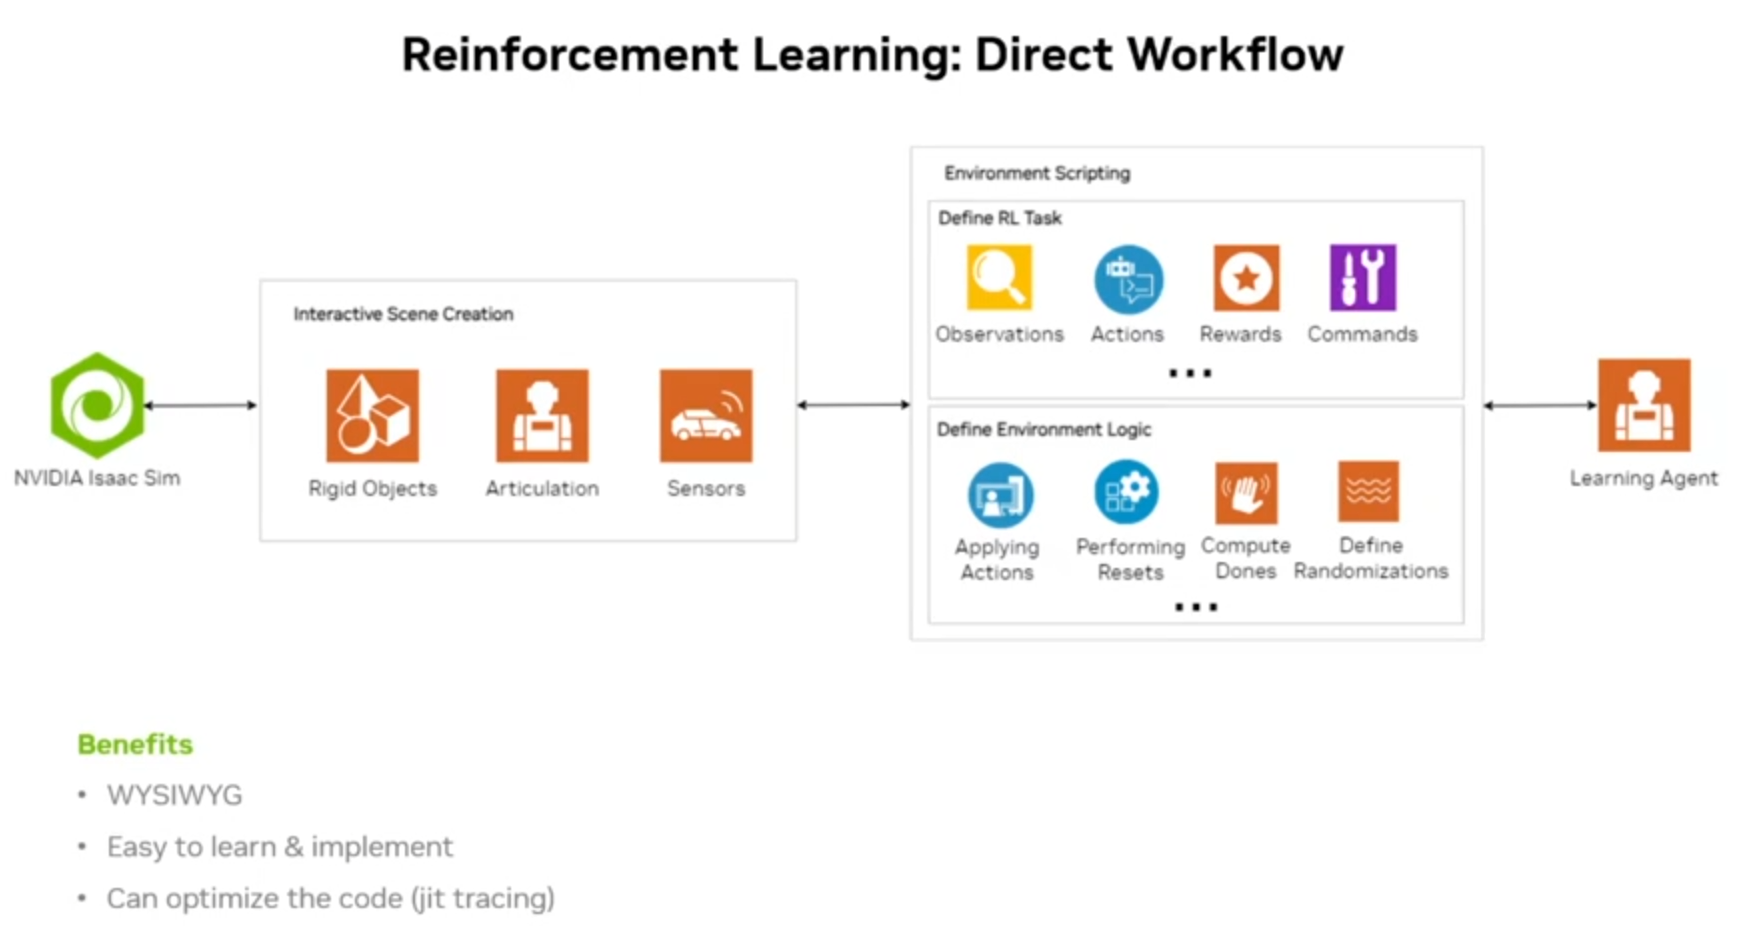 Reinforcement Learning: Direct Workflow
NVIDIA Isaac Sim
Interactive Scene Creation
Rigid Objects
Articulation
Sensors
Environment Scripting
Define RL Task
Observations
Actions
Rewards
Commands
...
Define Environment Logic
Applying
Actions
Performing
Resets
Compute
Dones
Define
Randomizations
...
Learning Agent
Benefits
• WYSIWYG
• Easy to learn & implement
• Can optimize the code (jit tracing)